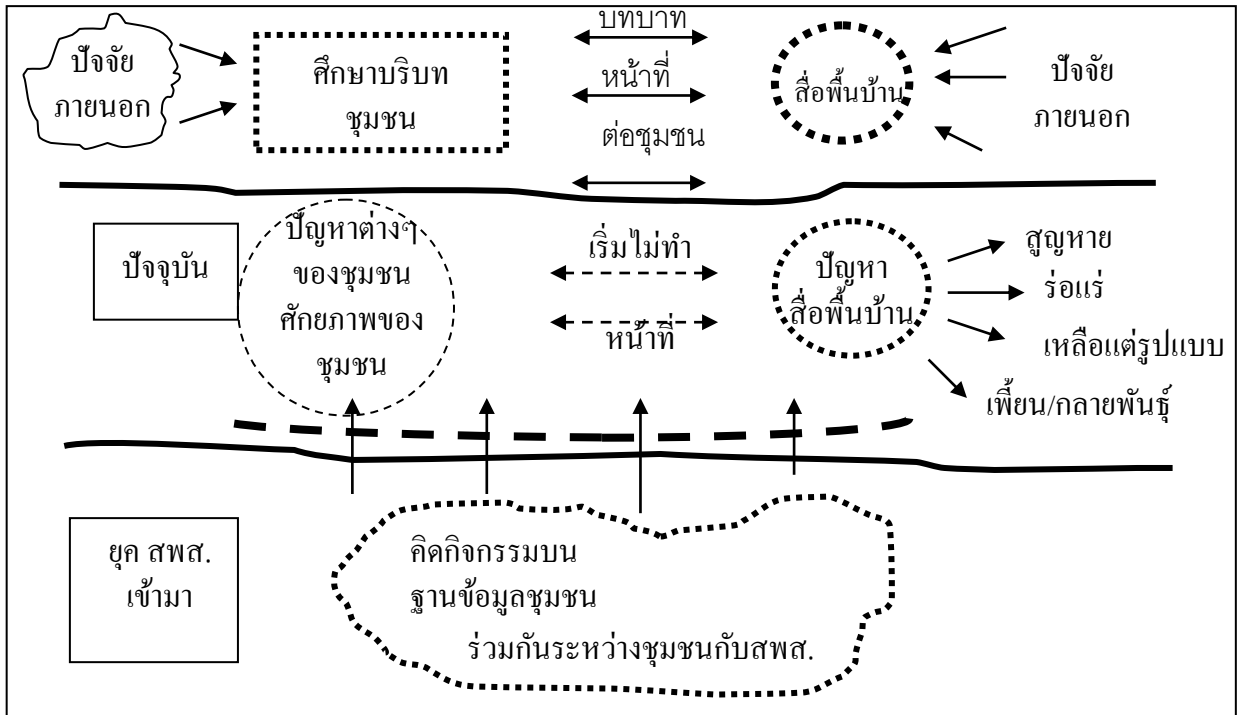 ปัจจัย
ภายนอก
ศึกษาบริบท
ชุมชน
บทบาท
หน้าที่
ต่อชุมชน
สื่อพื้นบ้าน
ปัจจัย
ภายนอก
ปัจจุบัน
ปัญหาต่างๆ
ของชุมชน
ศักยภาพของ
ชุมชน
เริ่มไม่ทำ
หน้าที่
ปัญหา
สื่อพื้นบ้าน
สูญหาย
ร่อแร่
เหลือแต่รูปแบบ
เพี้ยน/กลายพันธุ์
ยุค สพส.
เข้ามา
คิดกิจกรรมบน
ฐานข้อมูลชุมชน
ร่วมกันระหว่างชุมชนกับสพส.